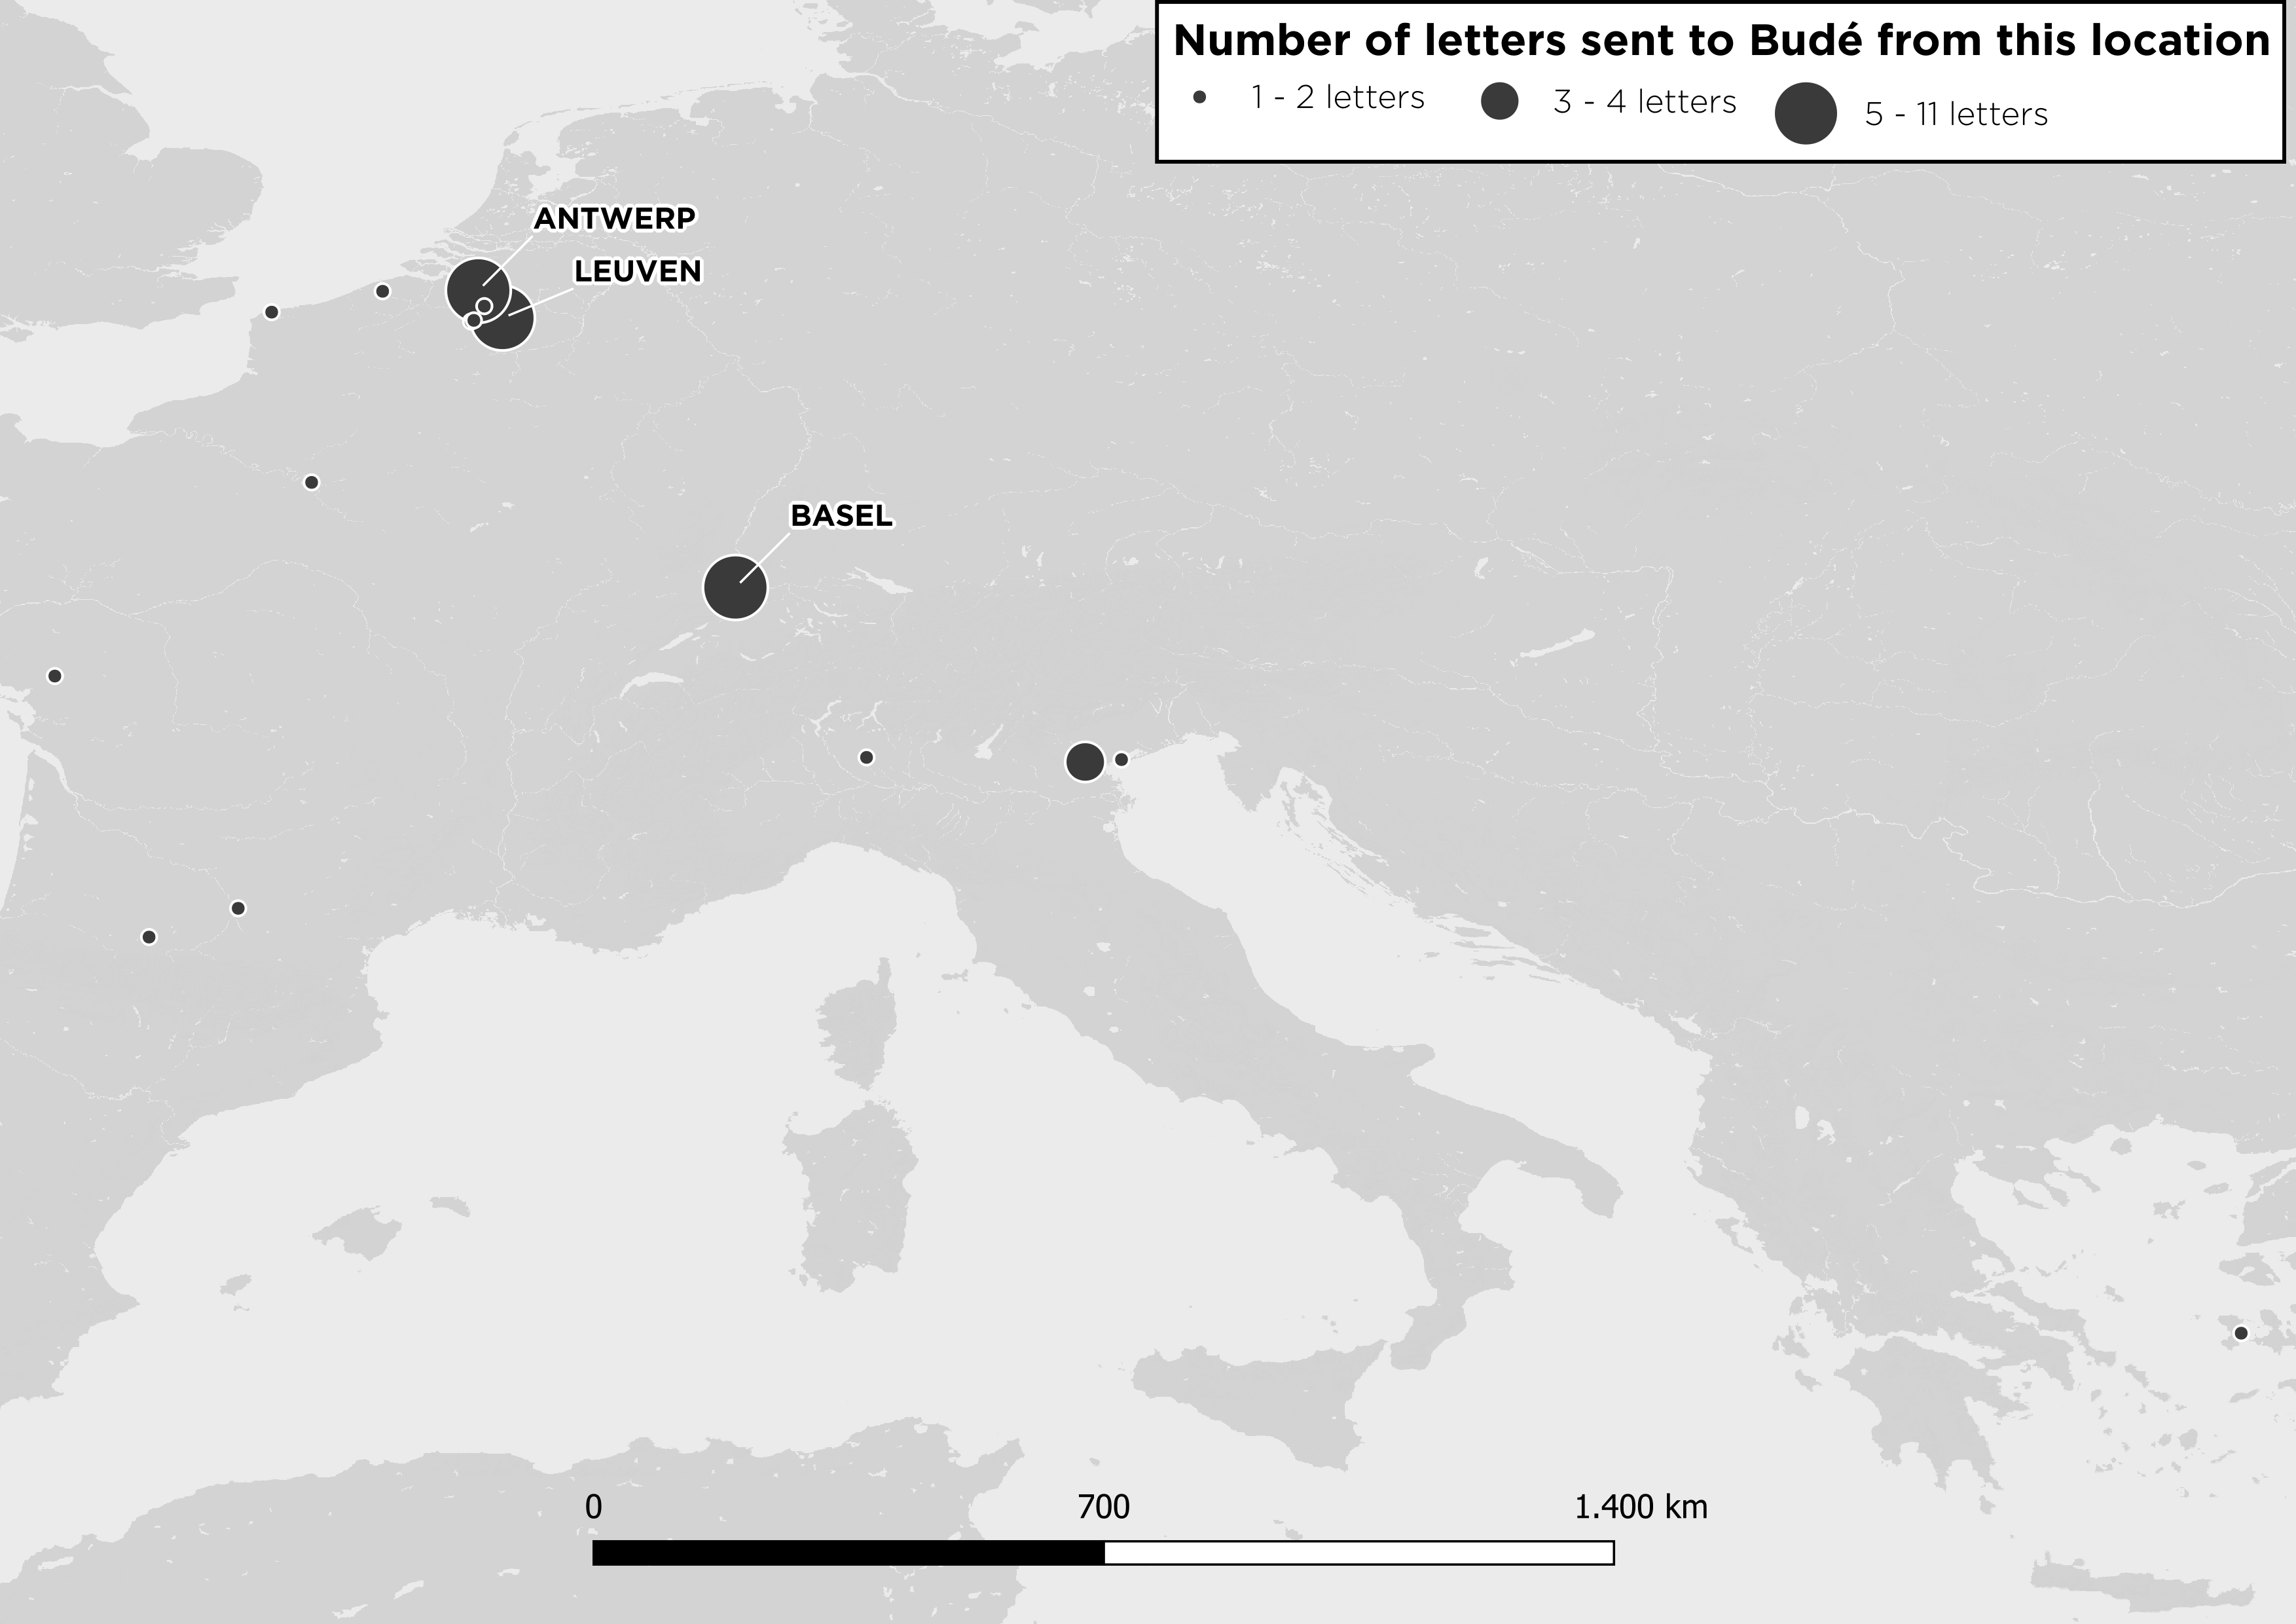 Number of letters sent to Budé from this location
1 - 2 letters 3 - 4 letters 5 - 11 letters
ANTWERP
LEUVEN
BASEL
0 700 1.400 km